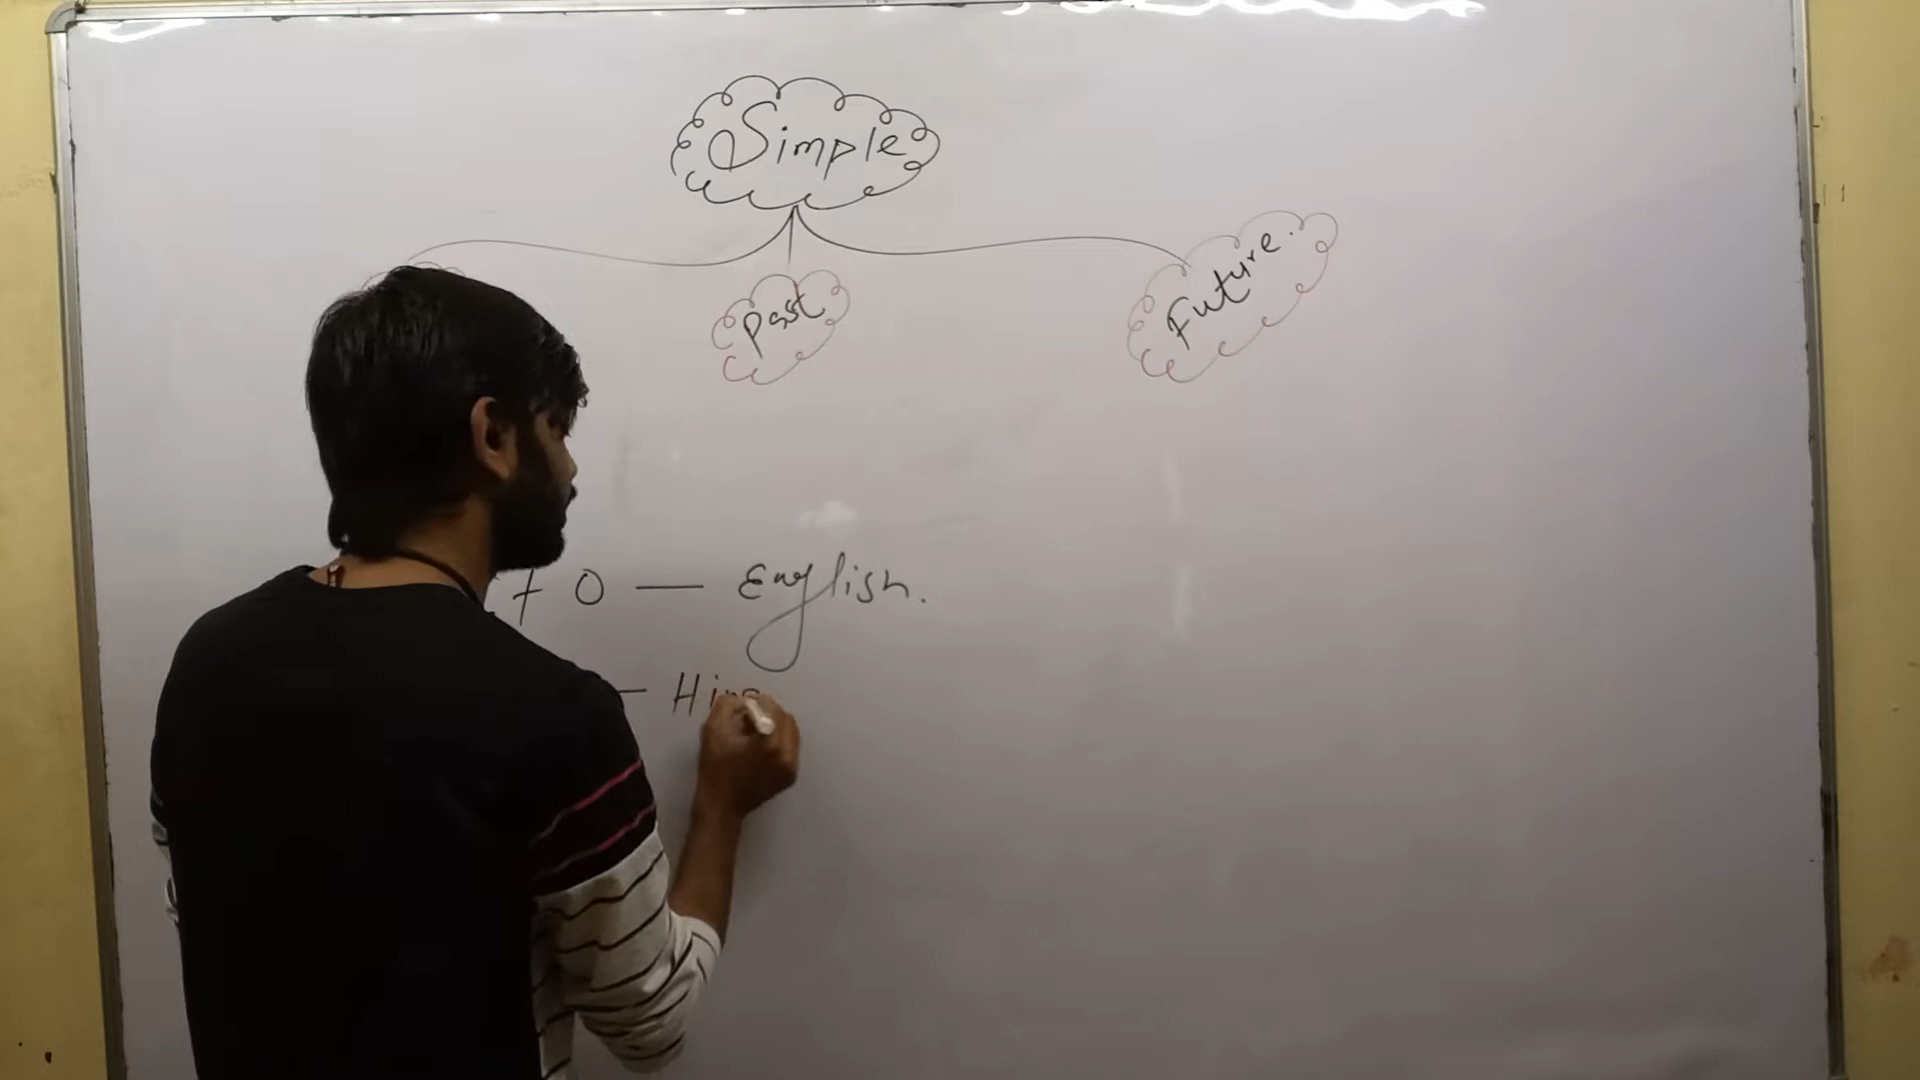 Simple
Past
Future.
+ O — English.
— Hin